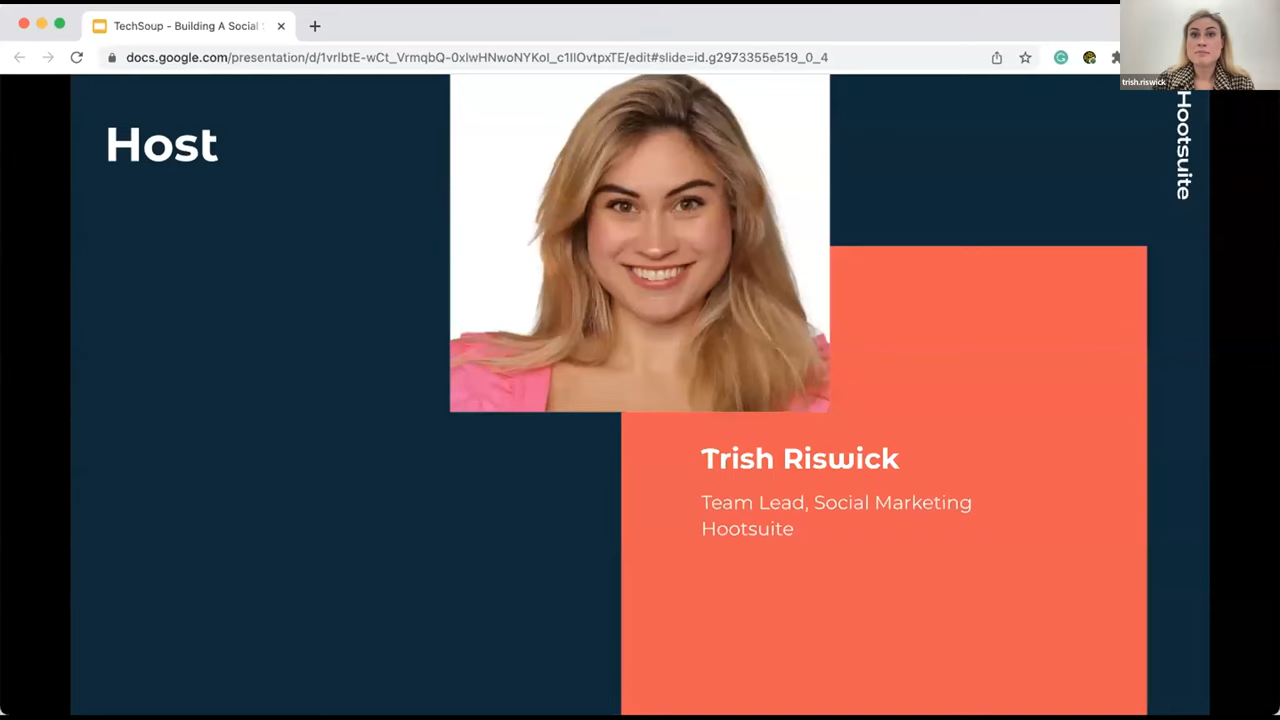 TechSoup - Building A Social
docs.google.com/presentation/d/1vrlbtE-wCt_VrmqbQ-0xlwHNwoNYKol_c1llOvtpxTE/edit#slide=id.g2973355e519_0_4
trish.riswick
Host
Hootsuite
Trish Riswick
Team Lead, Social Marketing
Hootsuite